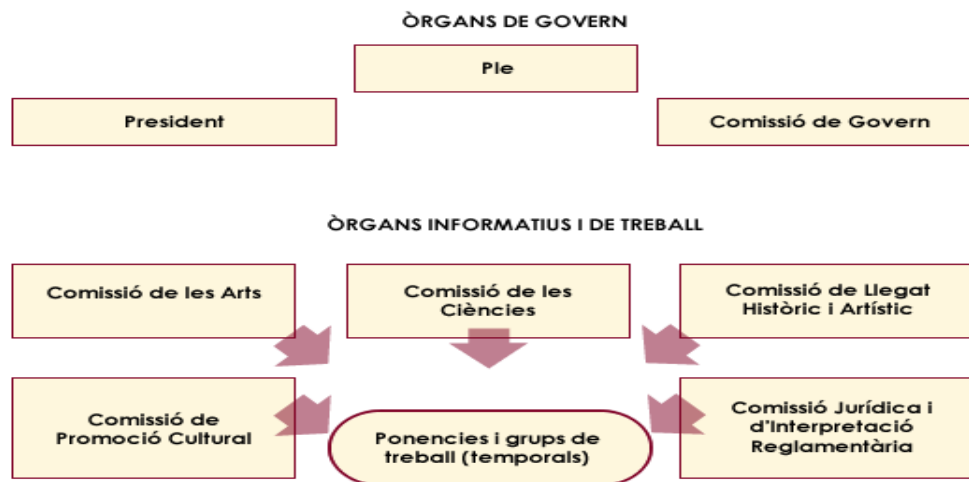 ÒRGANS DE GOVERN
Ple
President
Comissió de Govern
ÒRGANS INFORMATIUS I DE TREBALL
Comissió de les Arts
Comissió de les
Ciències
Comissió de Llegat
Històric i Artístic
Comissió de
Promoció Cultural
Ponencies i grups de
treball (temporals)
Comissió Jurídica i
d'Interpretació
Reglamentària